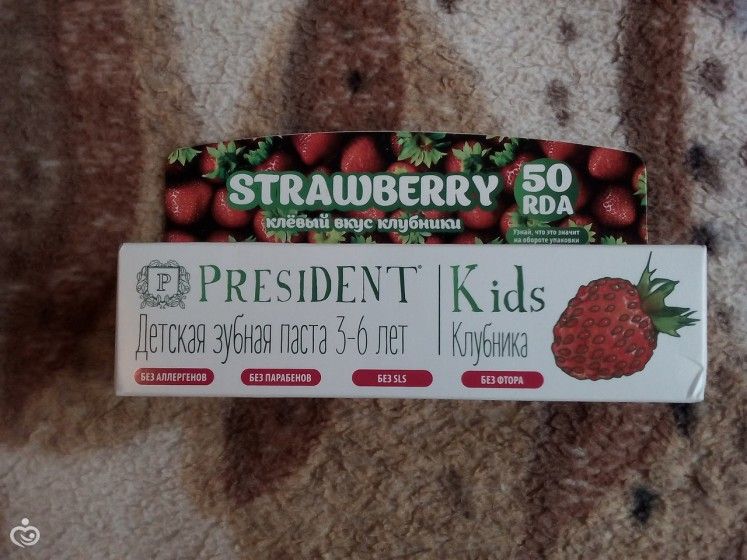 STRAWBERRY
клёвый вкус клубники
50
RDA
Узнай, что это значит
на обороте упаковки
P
PRESIDENT®
Детская зубная паста 3-6 лет
Kids
Клубника
БЕЗ АЛЛЕРГЕНОВ
БЕЗ ПАРАБЕНОВ
БЕЗ SLS
БЕЗ ФТОРА